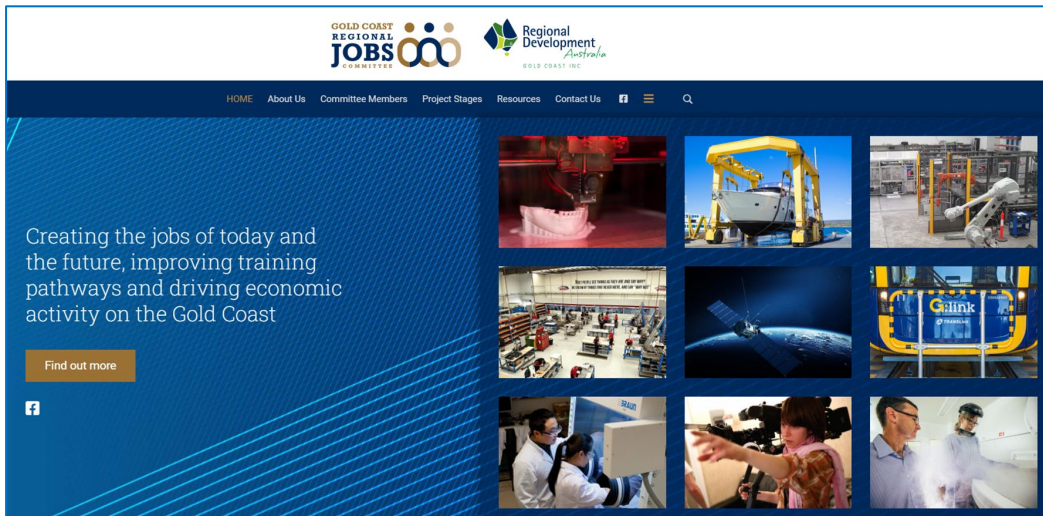 GOLD COAST
REGIONAL
JOBS
COMMITTEE
Regional
Development
Australia
GOLD COAST INC
HOME About Us Committee Members Project Stages Resources Contact Us
Creating the jobs of today and
the future, improving training
pathways and driving economic
activity on the Gold Coast
Find out more
G:link
TRANSLINK
BRAUN